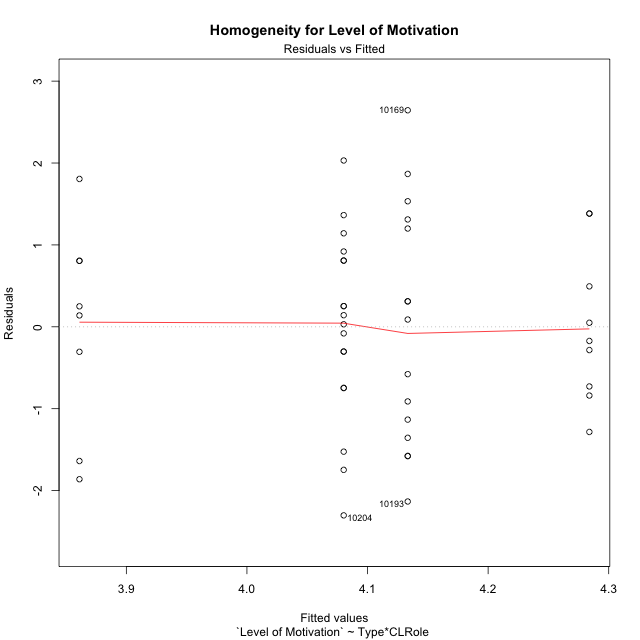 Homogeneity for Level of Motivation
Residuals vs Fitted
3
2
1
0
-1
-2
Residuals
10169
10193
10204
3.9 4.0 4.1 4.2 4.3
Fitted values
`Level of Motivation` ~ Type*CLRole